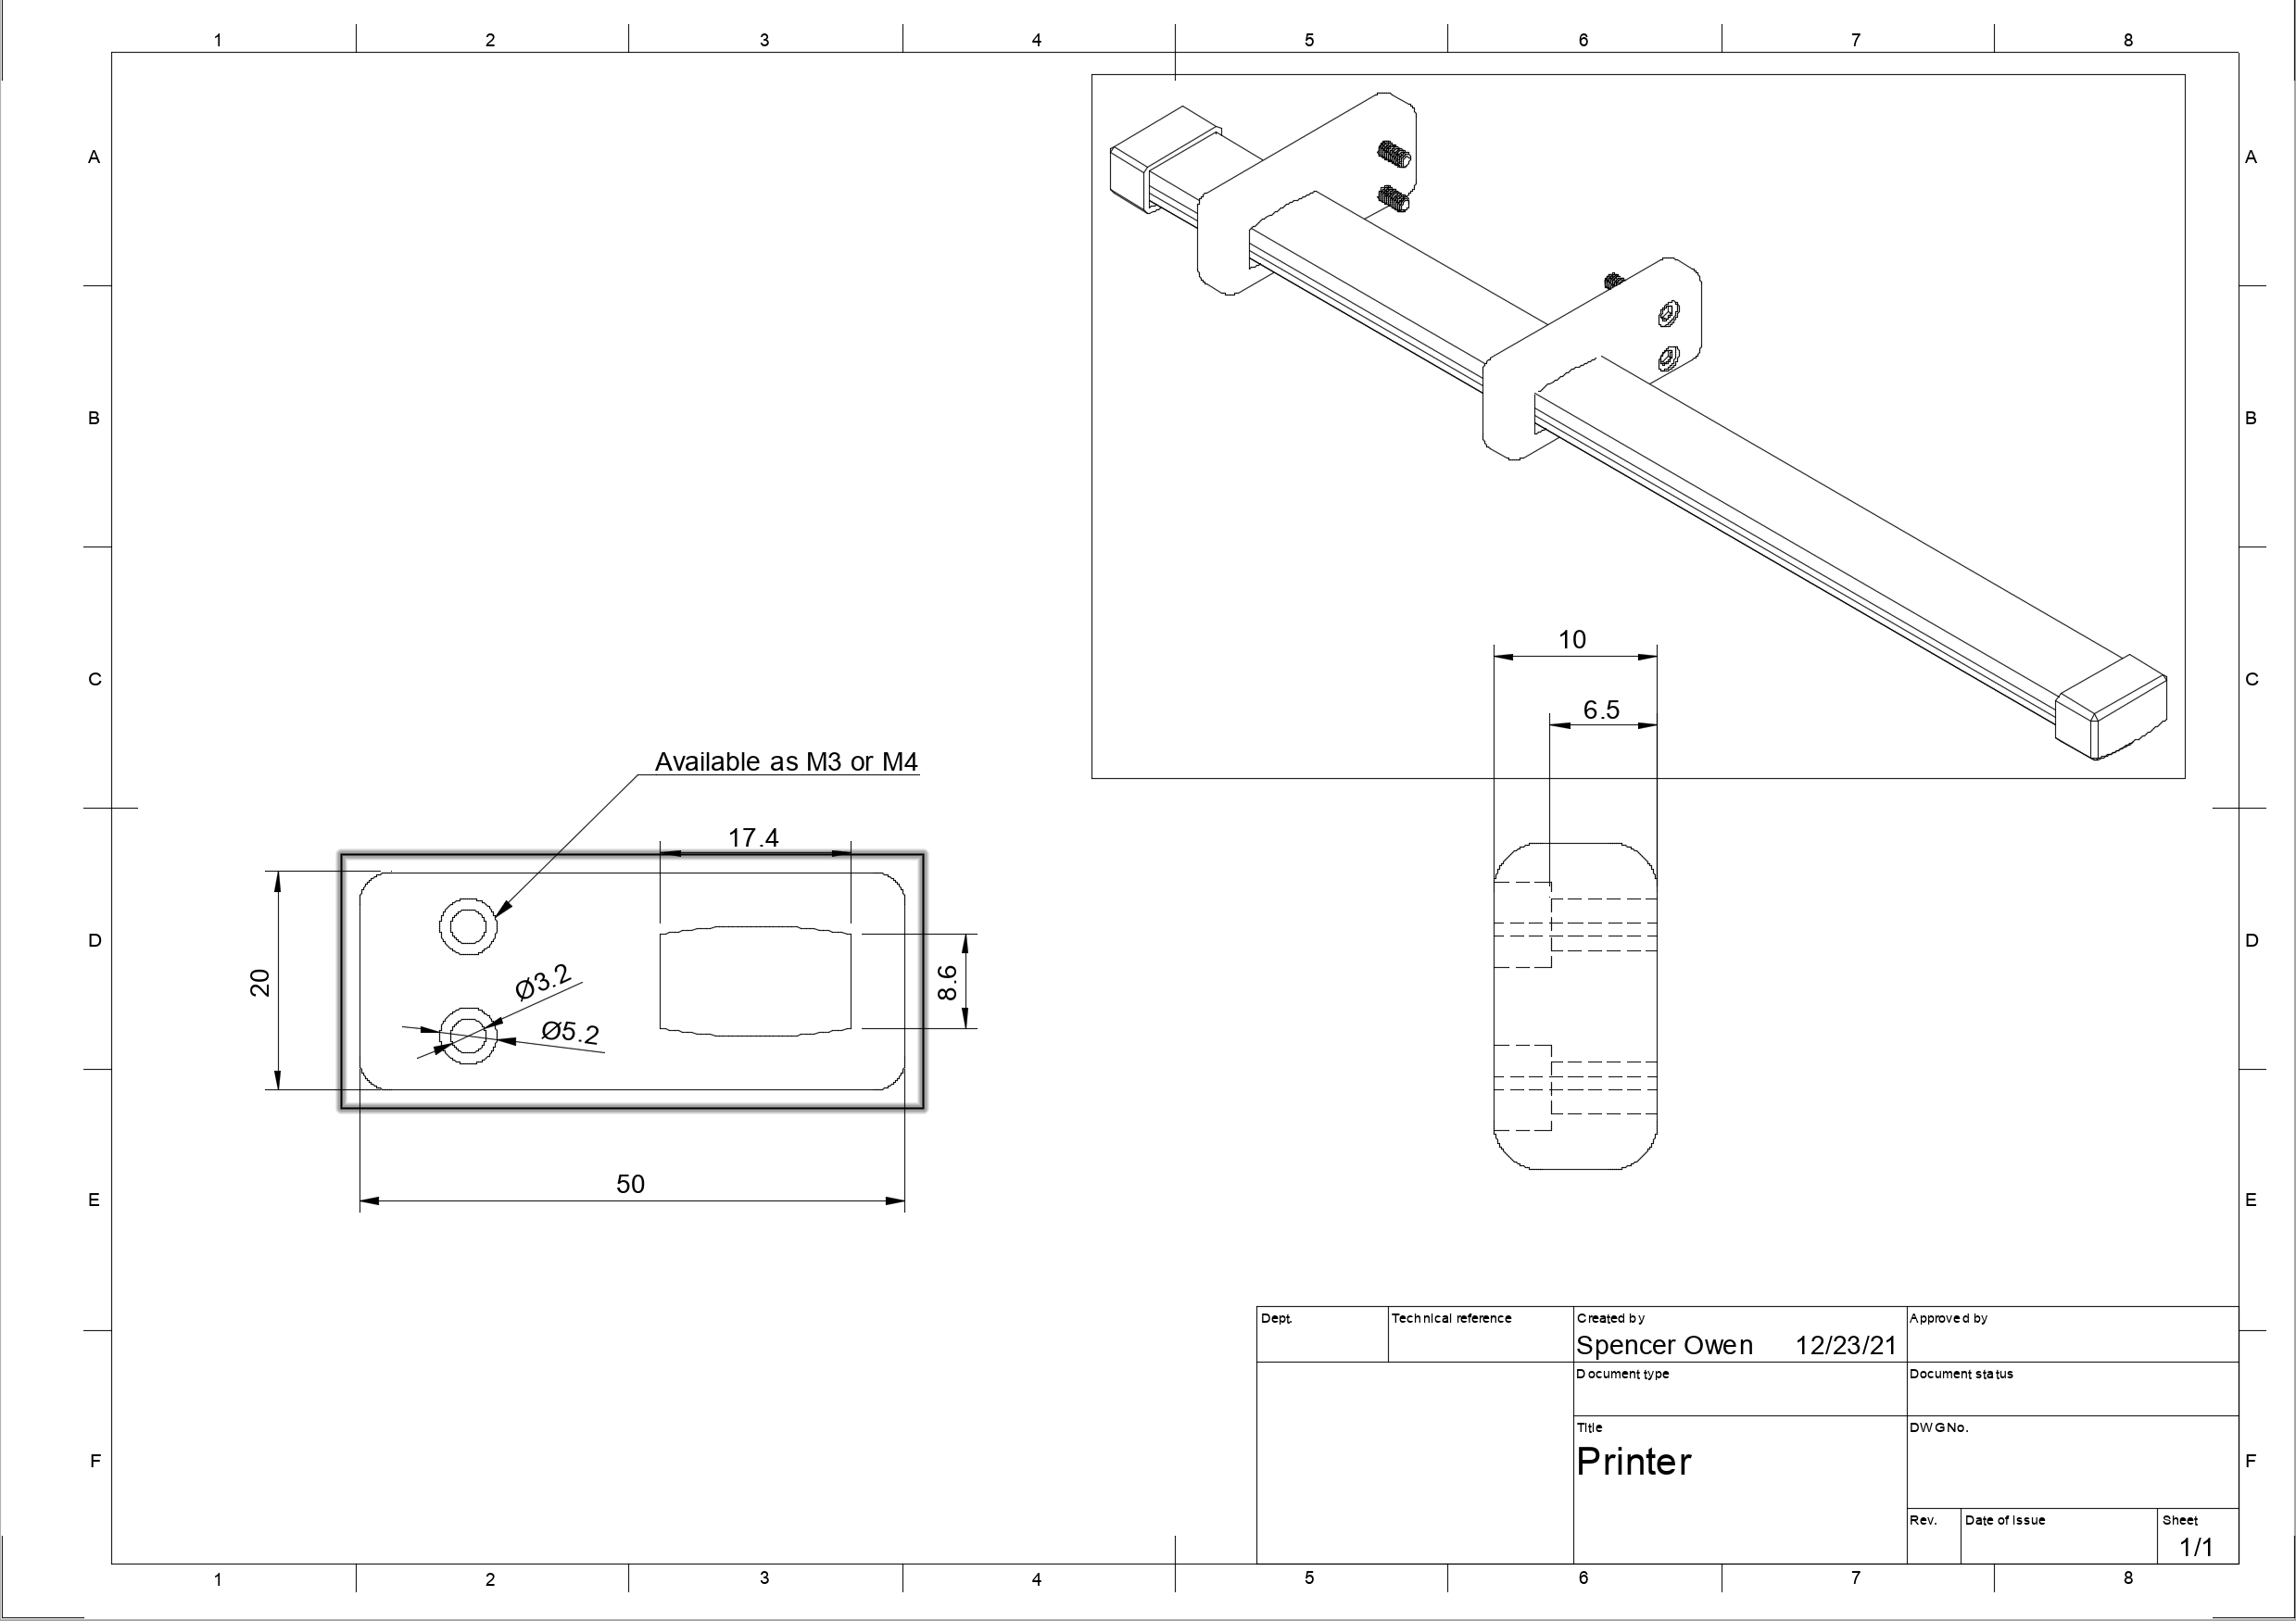 1 2 3 4 5 6 7 8
A A
B B
10
C C
6.5
Available as M3 or M4
17.4
D D
20
Ø3.2
8.6
Ø5.2
50
E E
Dept. Technical reference Created by Approved by
Spencer Owen 12/23/21
Document type Document status
Title DWG No.
Printer
F F
Rev. Date of issue Sheet
1/1
1 2 3 4 5 6 7 8